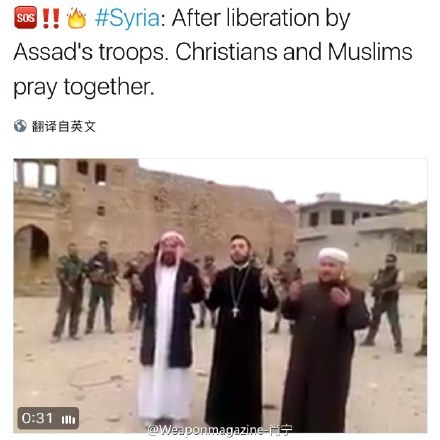 🆘‼️🔥 #Syria: After liberation by
Assad's troops. Christians and Muslims
pray together.
翻译自英文
0:31
@Weaponmagazine-肖宁